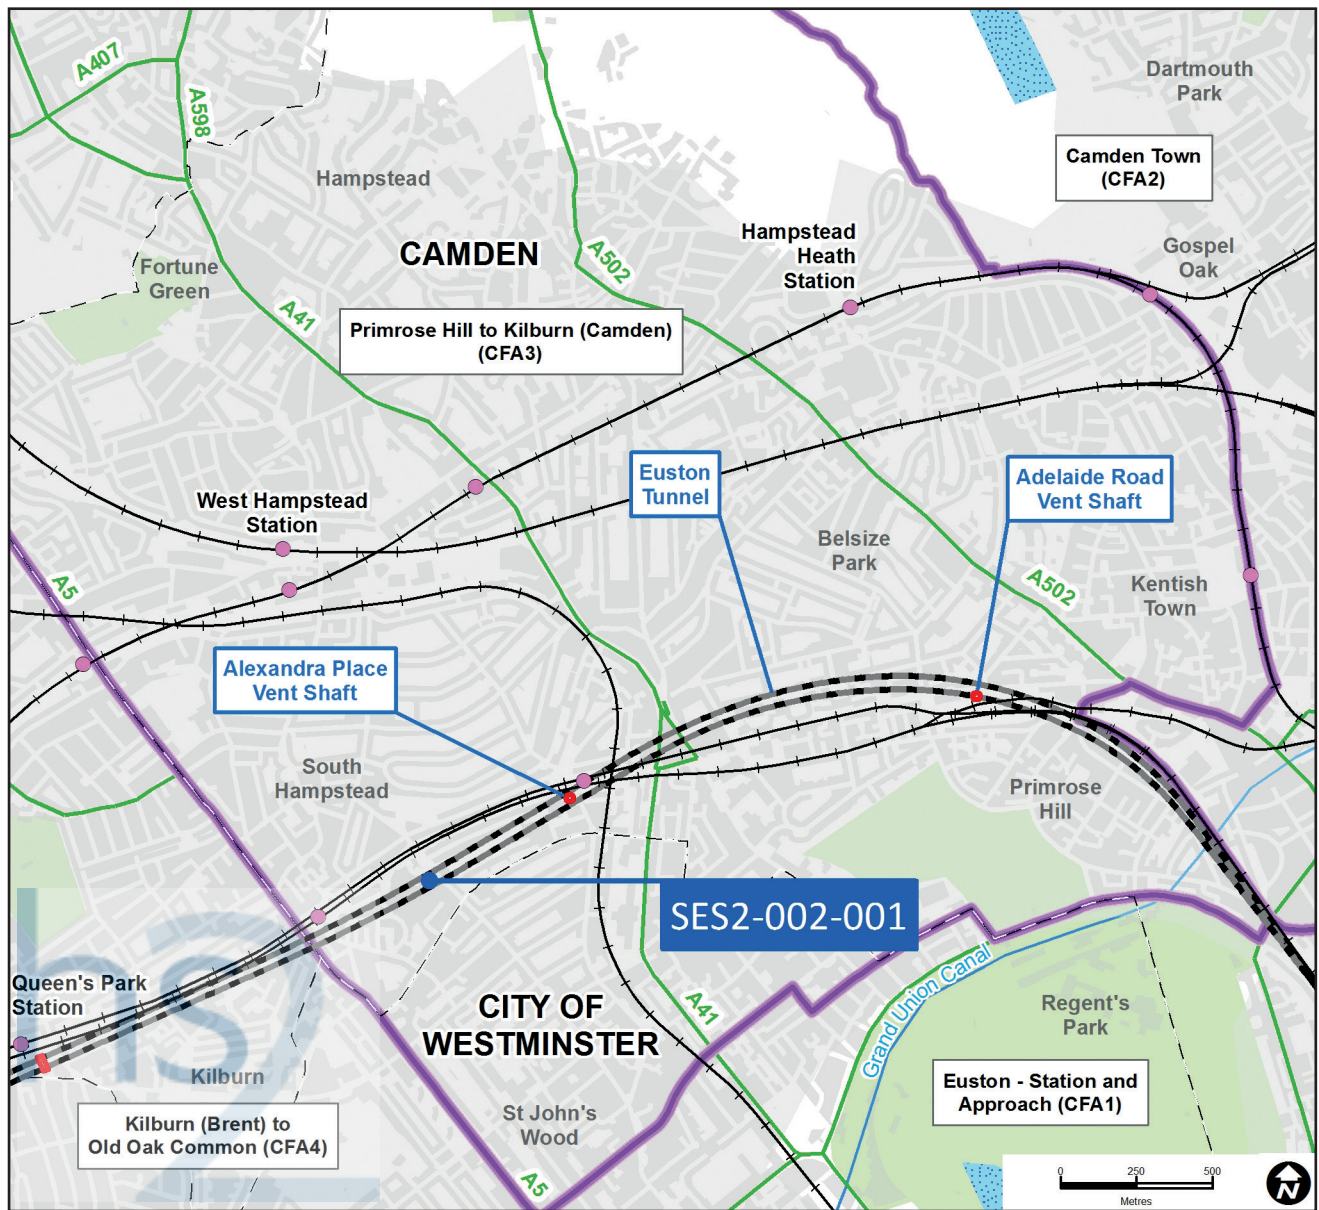 A407
A598
Dartmouth
Park
Camden Town
(CFA2)
Hampstead
CAMDEN
A502
Hampstead
Heath
Station
Gospel
Oak
Fortune
Green
A41
Primrose Hill to Kilburn (Camden)
(CFA3)
Euston
Tunnel
Adelaide Road
Vent Shaft
West Hampstead
Station
Belsize
Park
A5
A502
Kentish
Town
Alexandra Place
Vent Shaft
South
Hampstead
Primrose
Hill
SES2-002-001
hs2
Queen's Park
Station
CITY OF
WESTMINSTER
A41
Grand Union Canal
Regent's
Park
Kilburn
Euston - Station and
Approach (CFA1)
Kilburn (Brent) to
Old Oak Common (CFA4)
St John's
Wood
A5
0 250 500
Metres
N